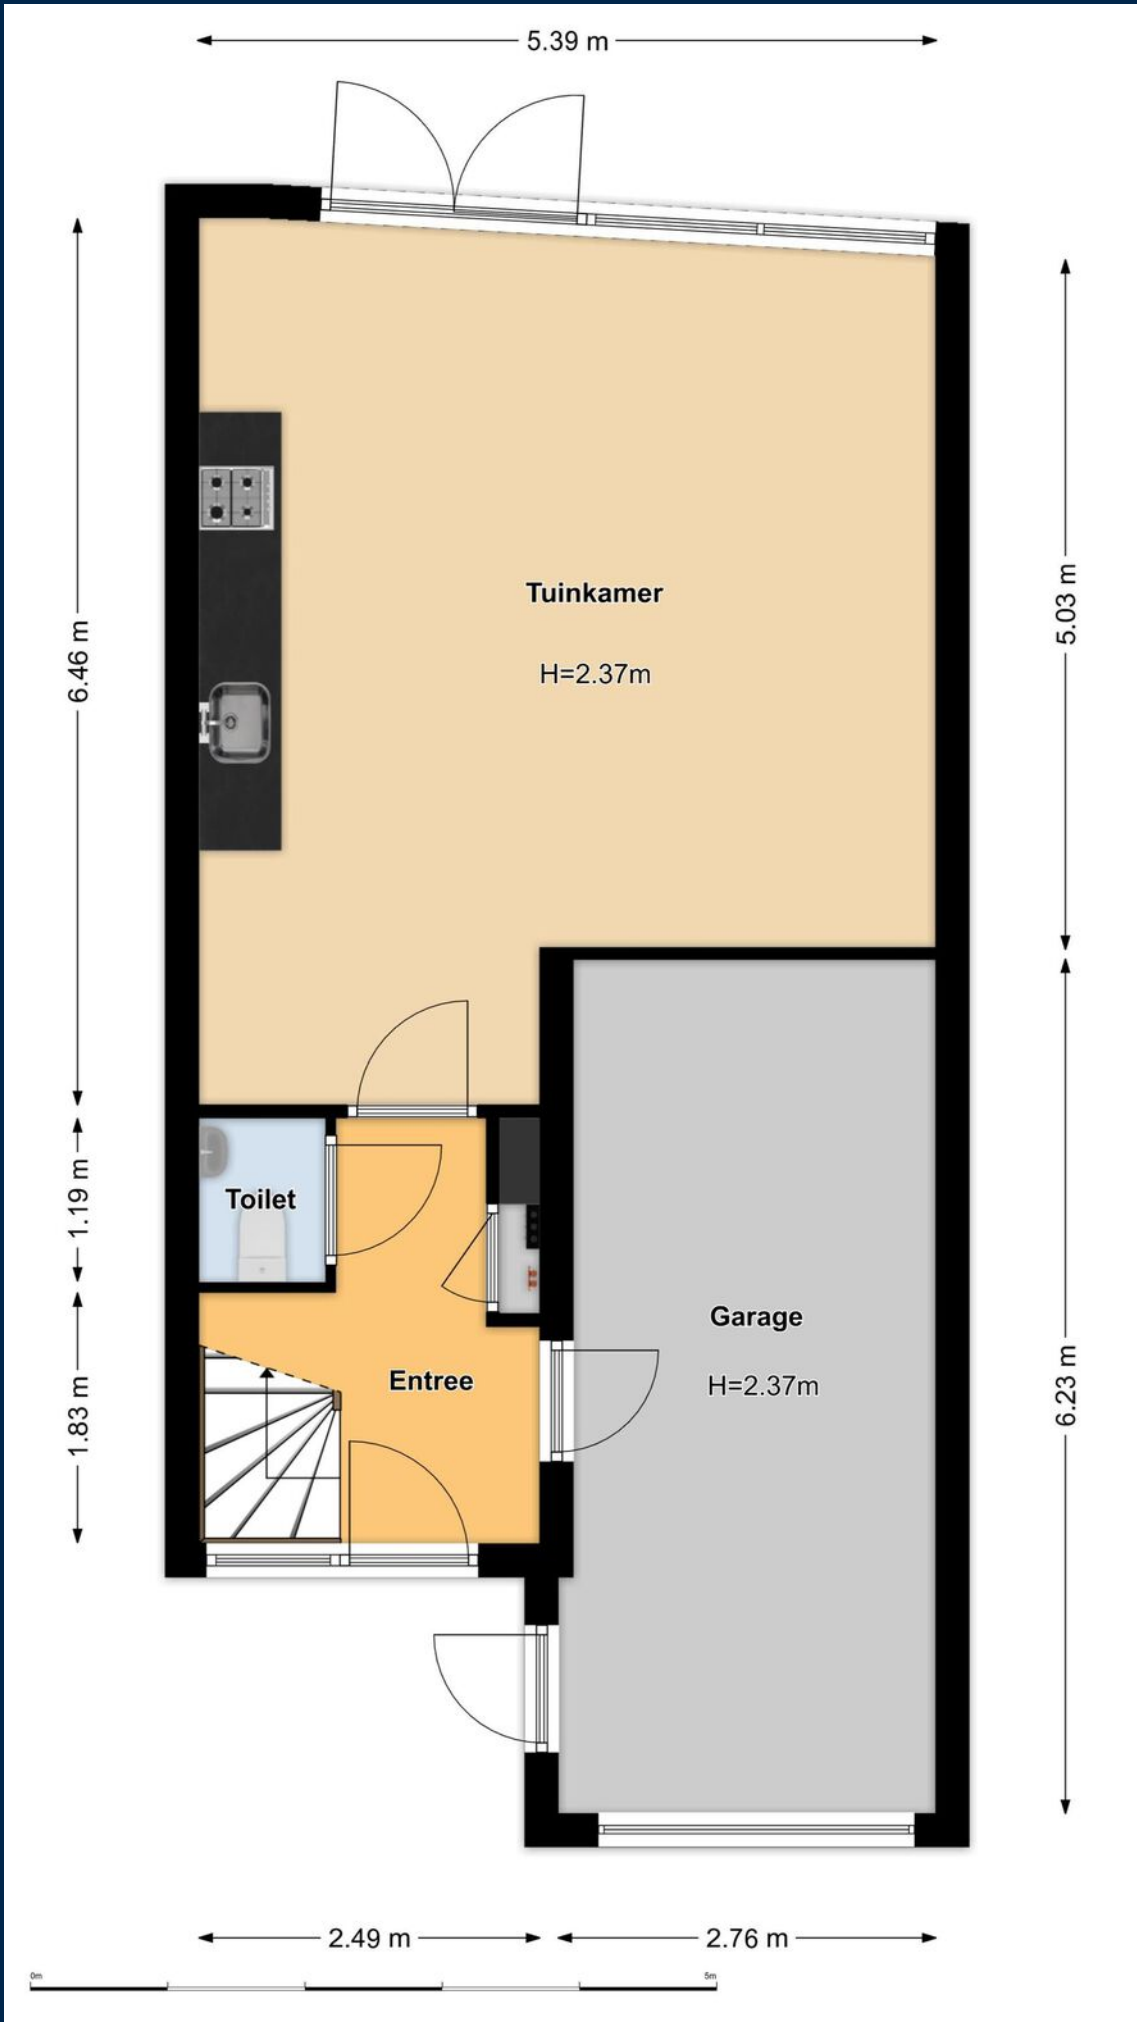 5.39 m
5.03 m
Tuinkamer
6.46 m
H=2.37m
1.19 m
Toilet
Garage
Entree
H=2.37m
1.83 m
6.23 m
2.49 m
2.76 m
0m
5m